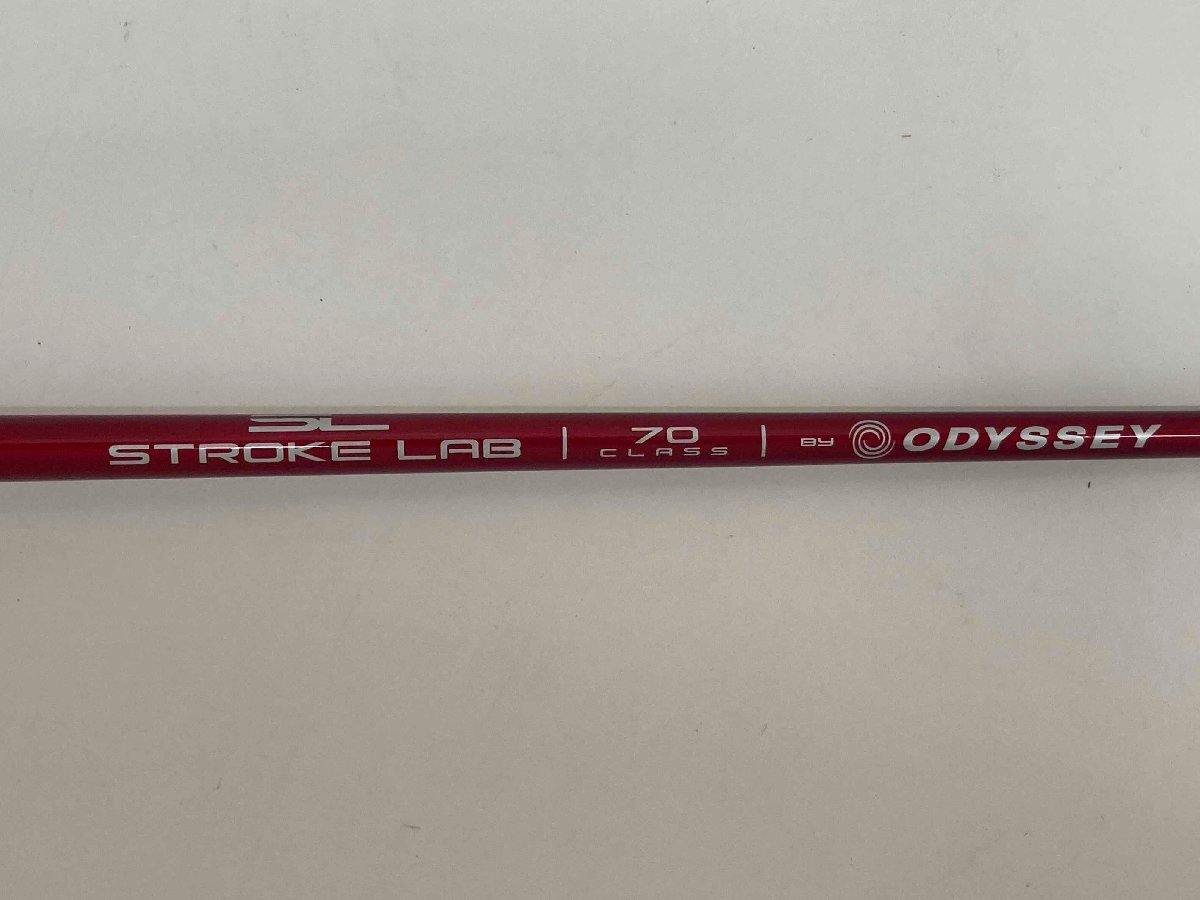 SL
STROKE LAB
70
CLASS
BY ODYSSEY